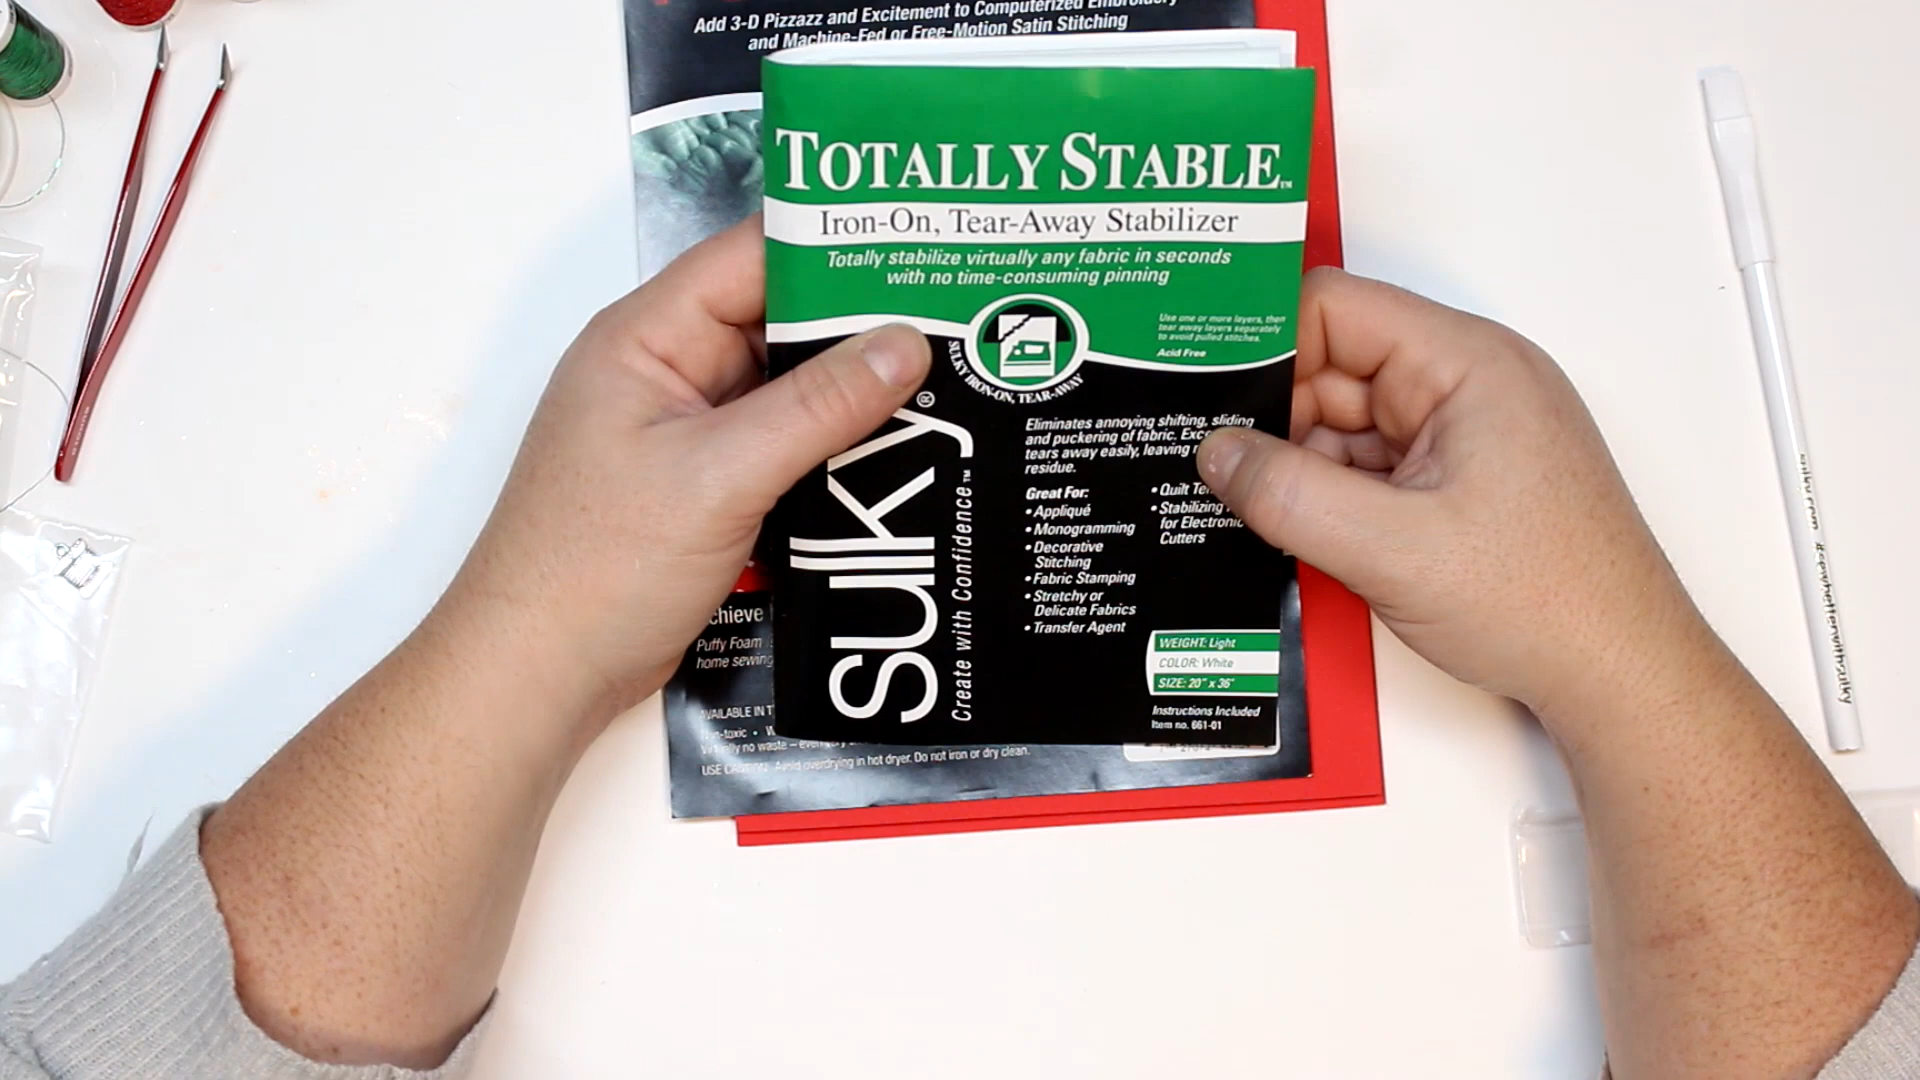 Add 3-D Pizzazz and Excitement to Computerized Embroidery
and Machine-Fed or Free-Motion Satin Stitching
TOTALLY STABLE™
Iron-On, Tear-Away Stabilizer
Totally stabilize virtually any fabric in seconds
with no time-consuming pinning
Use one or more layers, then
tear away layers separately
to avoid pulled stitches.
Acid Free
SULKY IRON-ON, TEAR-AWAY
sulky®
Create with Confidence™
Eliminates annoying shifting, sliding
and puckering of fabric.
tears away easily, leaving
residue.
Great For:
• Appliqué
• Monogramming
• Decorative
Stitching
• Fabric Stamping
• Stretchy or
Delicate Fabrics
• Transfer Agent
• Quilt
• Stabilizing
for Electronic
Cutters
WEIGHT: Light
COLOR: White
SIZE: 20" x 36"
Instructions Included
Item no. 661-01
Puffy Foam
home sewing
AVAILABLE IN
Non-toxic •
Virtually no waste – even
USE CAUTION: Avoid overdrying in hot dryer. Do not iron or dry clean.
sulky.com #sewbetterwithsulky